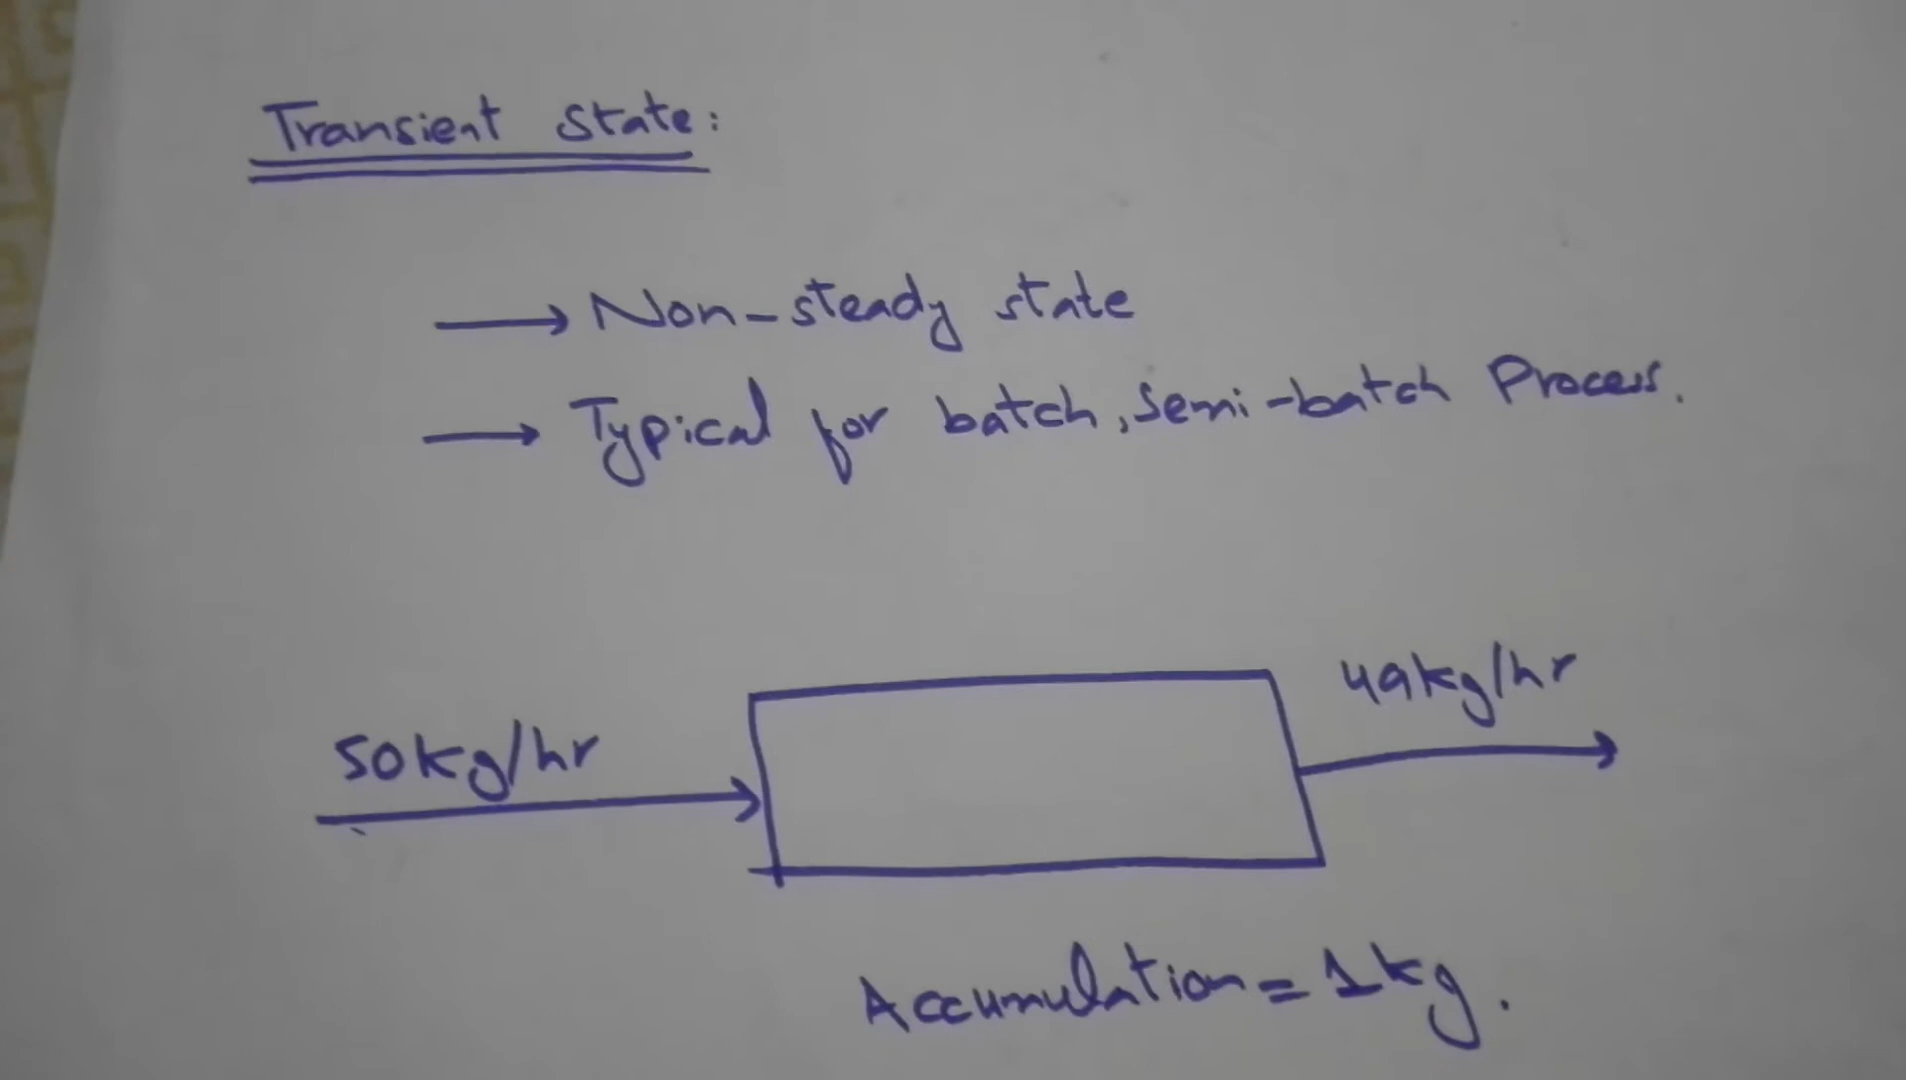 Transient state:
→ Non-steady state
→ Typical for batch, Semi-batch Process.
49kg/hr
50kg/hr
Accumulation = 1kg.